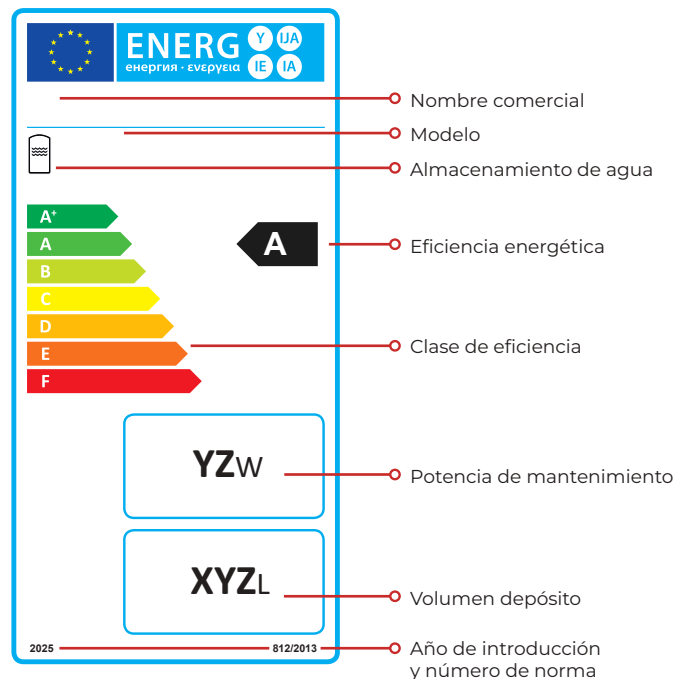 ENERG Y IJA
енергия · ενεργεια IE IA
Nombre comercial
Modelo
Almacenamiento de agua
A+
A
B
C
D
E
F
A
Eficiencia energética
Clase de eficiencia
YZW
Potencia de mantenimiento
XYZL
Volumen depósito
2025
812/2013
Año de introducción
y número de norma